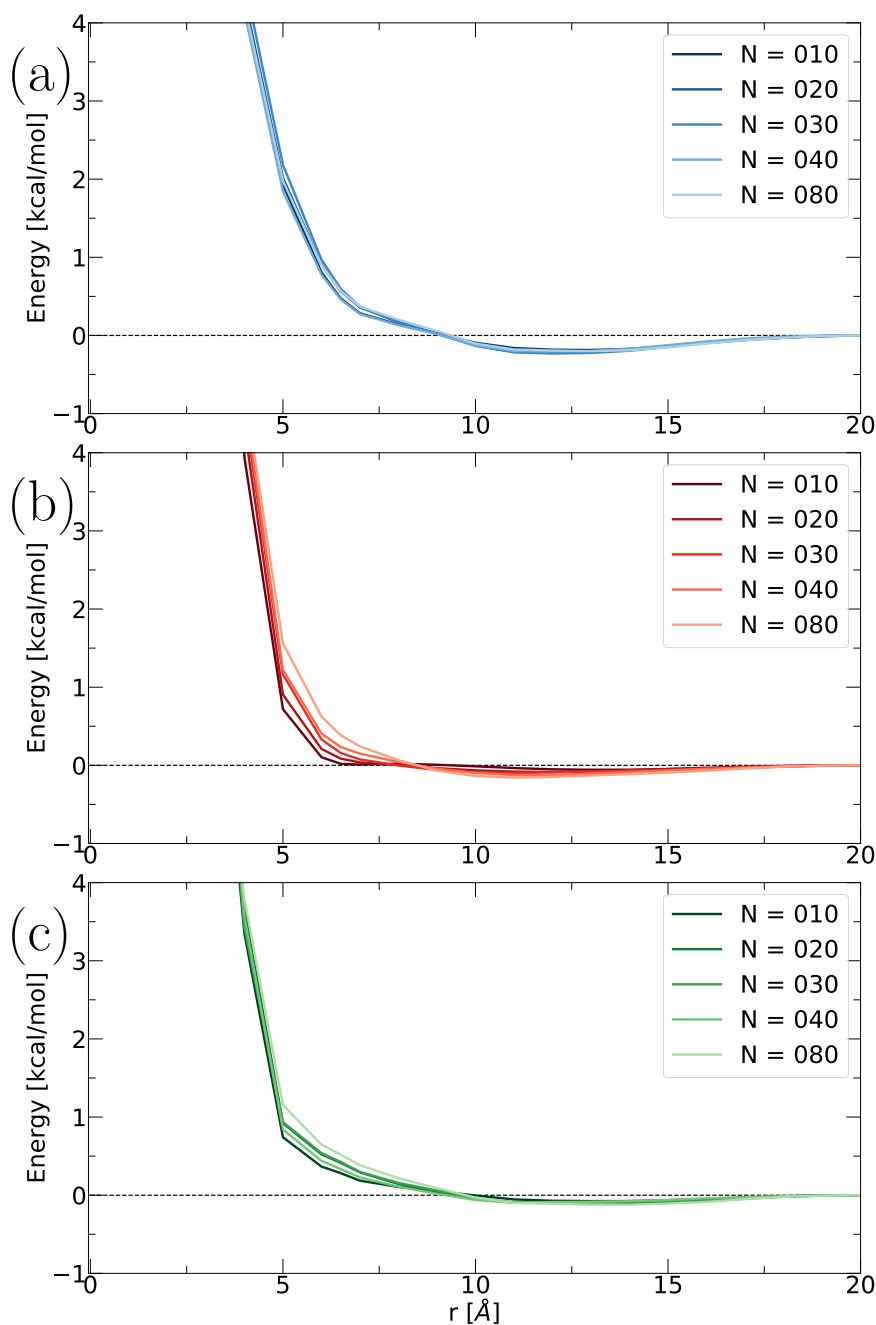 (a)
Energy [kcal/mol]
4
3
2
1
0
−1
0 5 10 15 20
N = 010
N = 020
N = 030
N = 040
N = 080
(b)
Energy [kcal/mol]
4
3
2
1
0
−1
0 5 10 15 20
N = 010
N = 020
N = 030
N = 040
N = 080
(c)
Energy [kcal/mol]
4
3
2
1
0
−1
0 5 10 15 20
N = 010
N = 020
N = 030
N = 040
N = 080
r [Å]